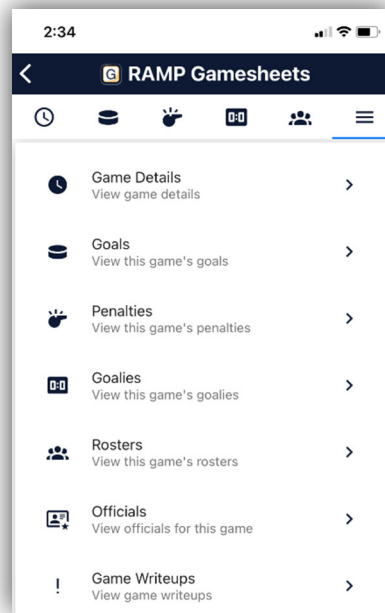 2:34
G RAMP Gamesheets
0:0
Game Details
View game details
Goals
View this game's goals
Penalties
View this game's penalties
0:0
Goalies
View this game's goalies
Rosters
View this game's rosters
Officials
View officials for this game
!
Game Writeups
View game writeups